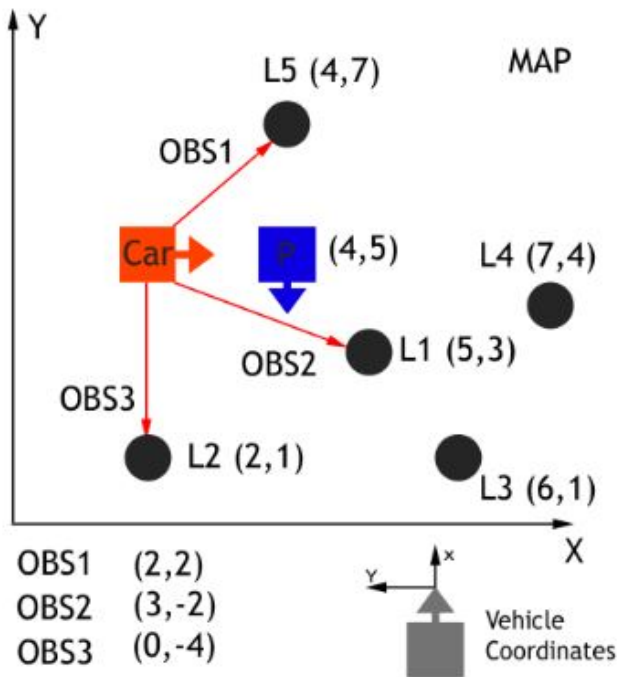 Y
MAP
L5 (4,7)
OBS1
Car
P
(4,5)
L4 (7,4)
OBS2
L1 (5,3)
OBS3
L2 (2,1)
L3 (6,1)
X
OBS1 (2,2)
OBS2 (3,-2)
OBS3 (0,-4)
x
Y
Vehicle
Coordinates